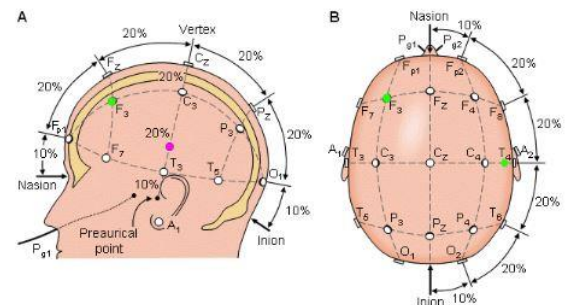 A
Vertex
20%
20%
Fz
Cz
20%
20%
C3
F3
Pz
P3
20%
Fp1
20%
10%
F7
T3
T5
O1
Nasion
10%
10%
A1
Preaurical
point
Inion
Pg1
B
Nasion
10%
Pg1
Pg2
20%
Fp1
Fp2
F7
F3
Fz
F4
F8
20%
A1
T3
C3
Cz
C4
T4
A2
20%
T5
P3
Pz
P4
T6
20%
O1
O2
Inion
10%